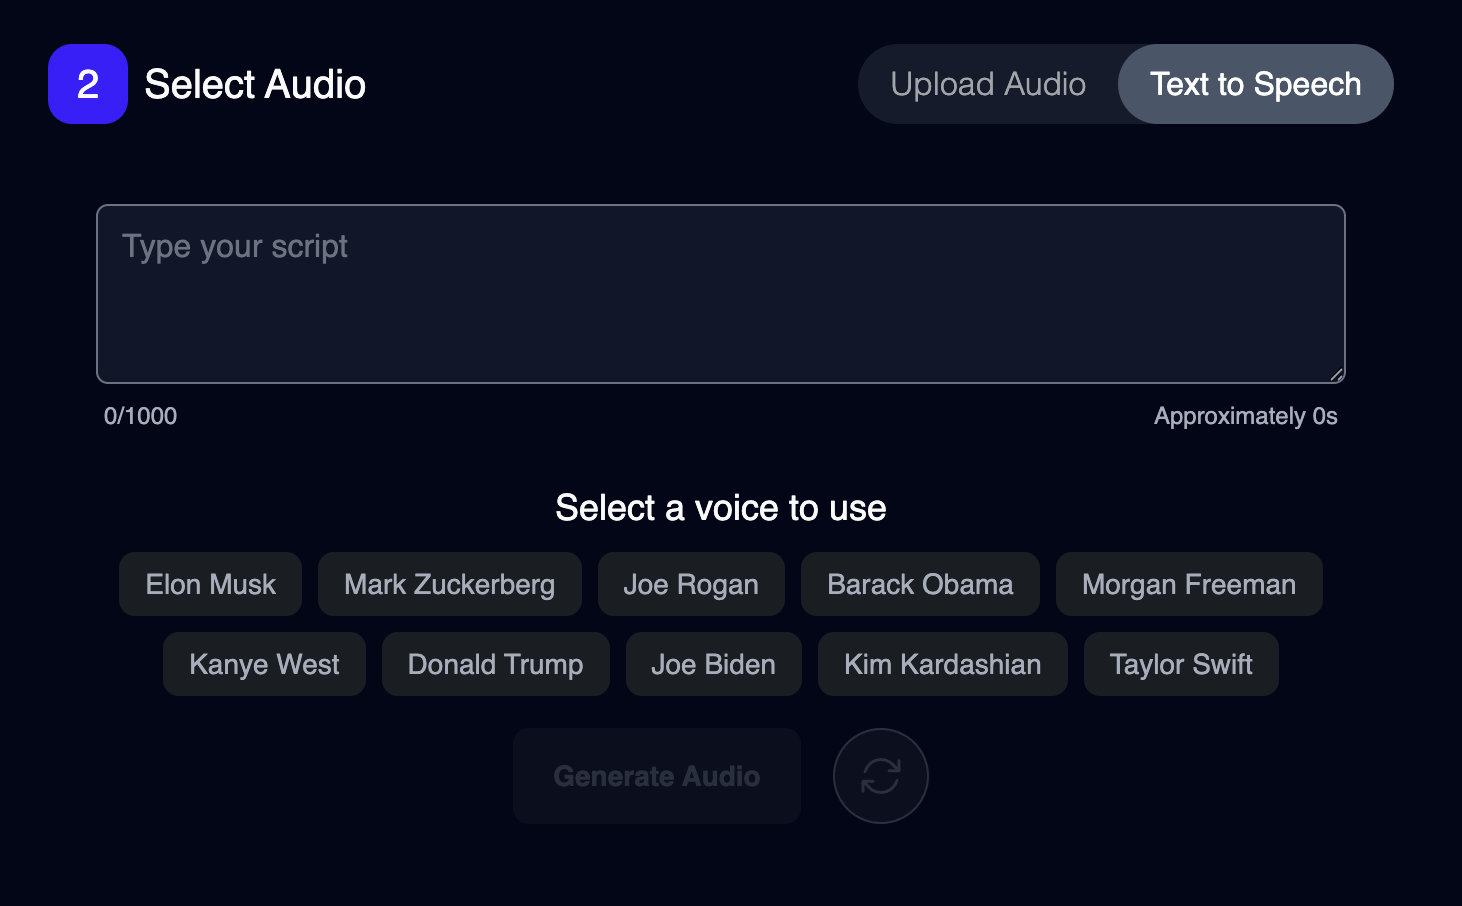 2 Select Audio Upload Audio Text to Speech
Type your script
0/1000 Approximately 0s
Select a voice to use
Elon Musk Mark Zuckerberg Joe Rogan Barack Obama Morgan Freeman
Kanye West Donald Trump Joe Biden Kim Kardashian Taylor Swift
Generate Audio